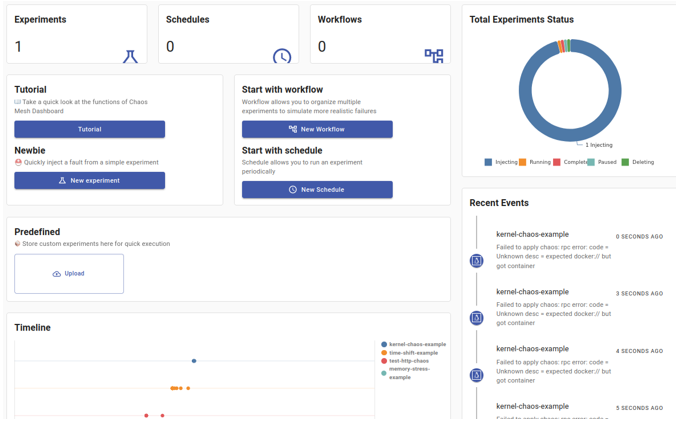 Experiments
1
Schedules
0
Workflows
0
Tutorial
Take a quick look at the functions of Chaos
Mesh Dashboard
Tutorial
Newbie
Quickly inject a fault from a simple experiment
New experiment
Start with workflow
Workflow allows you to organize multiple
experiments to simulate more realistic failures
New Workflow
Start with schedule
Schedule allows you to run an experiment
periodically
New Schedule
Predefined
Store custom experiments here for quick execution
Upload
Timeline
kernel-chaos-example
time-shift-example
test-http-chaos
memory-stress-
example
Total Experiments Status
1 Injecting
Injecting
Running
Complete
Paused
Deleting
Recent Events
kernel-chaos-example
0 SECONDS AGO
Failed to apply chaos: rpc error: code =
Unknown desc = expected docker:// but
got container
kernel-chaos-example
3 SECONDS AGO
Failed to apply chaos: rpc error: code =
Unknown desc = expected docker:// but
got container
kernel-chaos-example
4 SECONDS AGO
Failed to apply chaos: rpc error: code =
Unknown desc = expected docker:// but
got container
kernel-chaos-example
5 SECONDS AGO
Failed to apply chaos: rpc error: code =